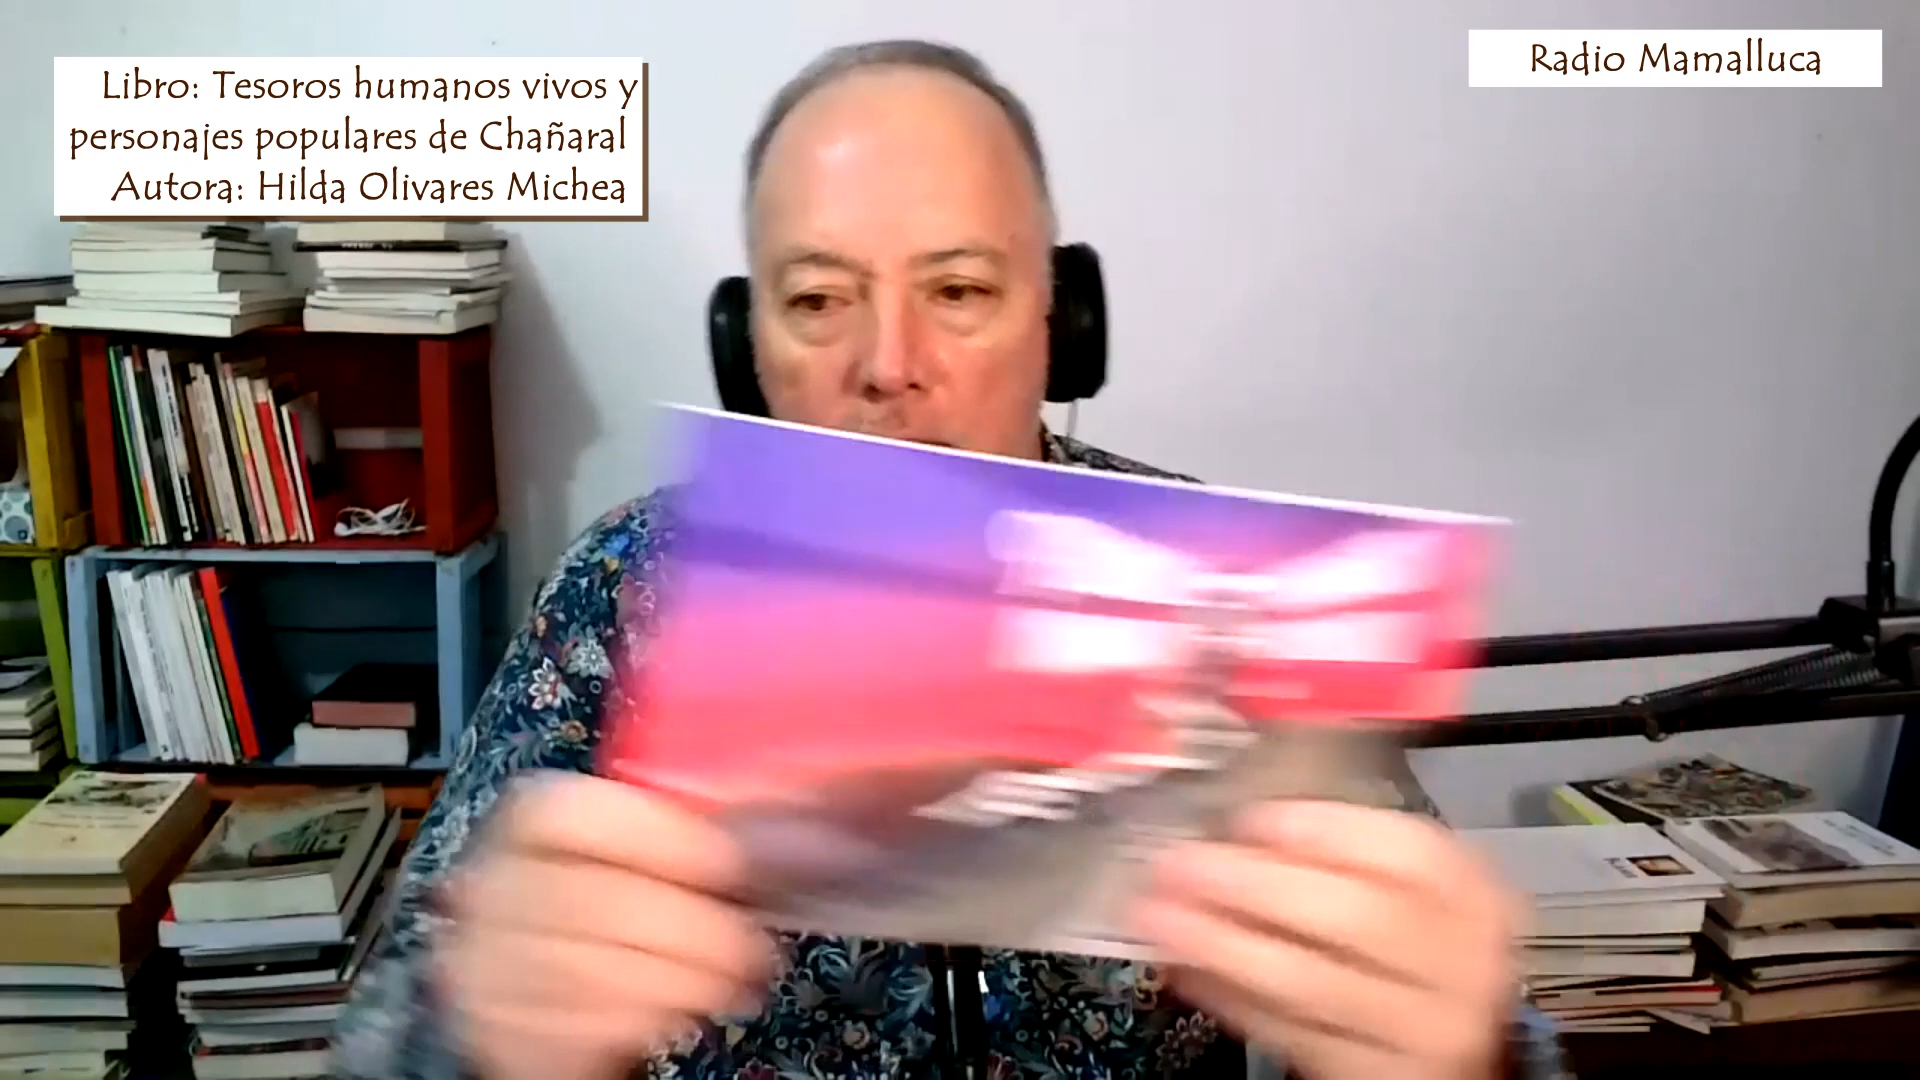 Libro: Tesoros humanos vivos y
personajes populares de Chañaral
Autora: Hilda Olivares Michea
Radio Mamalluca